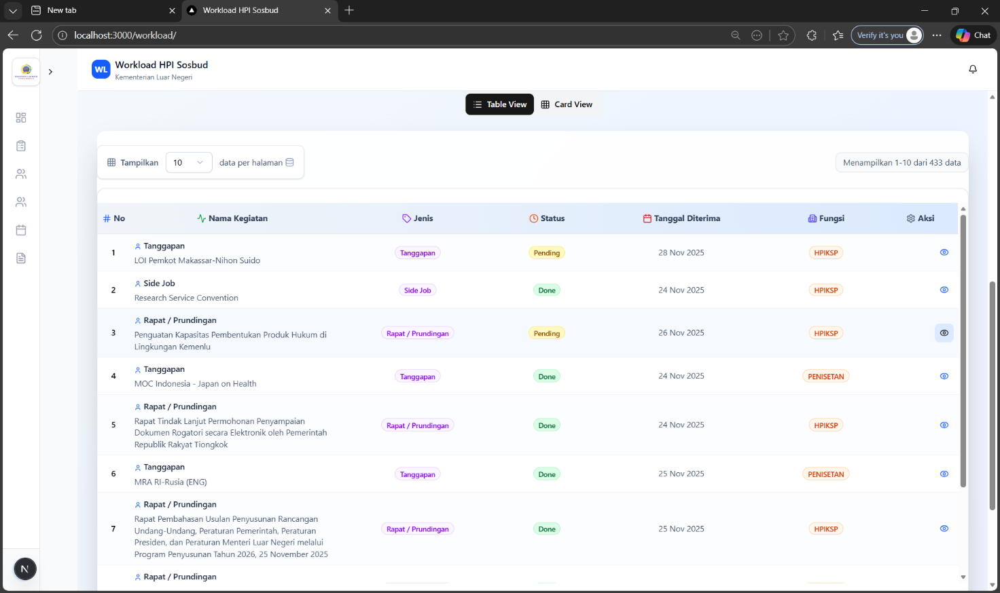 New tab
Workload HPI Sosbud
localhost:3000/workload/
Verify it's you
Chat
WL
Workload HPI Sosbud
Kementerian Luar Negeri
Table View
Card View
Tampilkan 10 data per halaman
Menampilkan 1-10 dari 433 data
# No Nama Kegiatan Jenis Status Tanggal Diterima Fungsi Aksi
1 Tanggapan
LOI Pemkot Makassar-Nihon Suido
Tanggapan Pending 28 Nov 2025 HPIKSP
2 Side Job
Research Service Convention
Side Job Done 24 Nov 2025 HPIKSP
3 Rapat / Prundingan
Penguatan Kapasitas Pembentukan Produk Hukum di
Lingkungan Kemenlu
Rapat / Prundingan Pending 26 Nov 2025 HPIKSP
4 Tanggapan
MOC Indonesia - Japan on Health
Tanggapan Done 24 Nov 2025 PENISETAN
5 Rapat / Prundingan
Rapat Tindak Lanjut Permohonan Penyampaian
Dokumen Rogatori secara Elektronik oleh Pemerintah
Republik Rakyat Tiongkok
Rapat / Prundingan Done 24 Nov 2025 HPIKSP
6 Tanggapan
MRA RI-Rusia (ENG)
Tanggapan Done 25 Nov 2025 PENISETAN
7 Rapat / Prundingan
Rapat Pembahasan Usulan Penyusunan Rancangan
Undang-Undang, Peraturan Pemerintah, Peraturan
Presiden, dan Peraturan Menteri Luar Negeri melalui
Program Penyusunan Tahun 2026, 25 November 2025
Rapat / Prundingan Done 25 Nov 2025 HPIKSP
Rapat / Prundingan
N